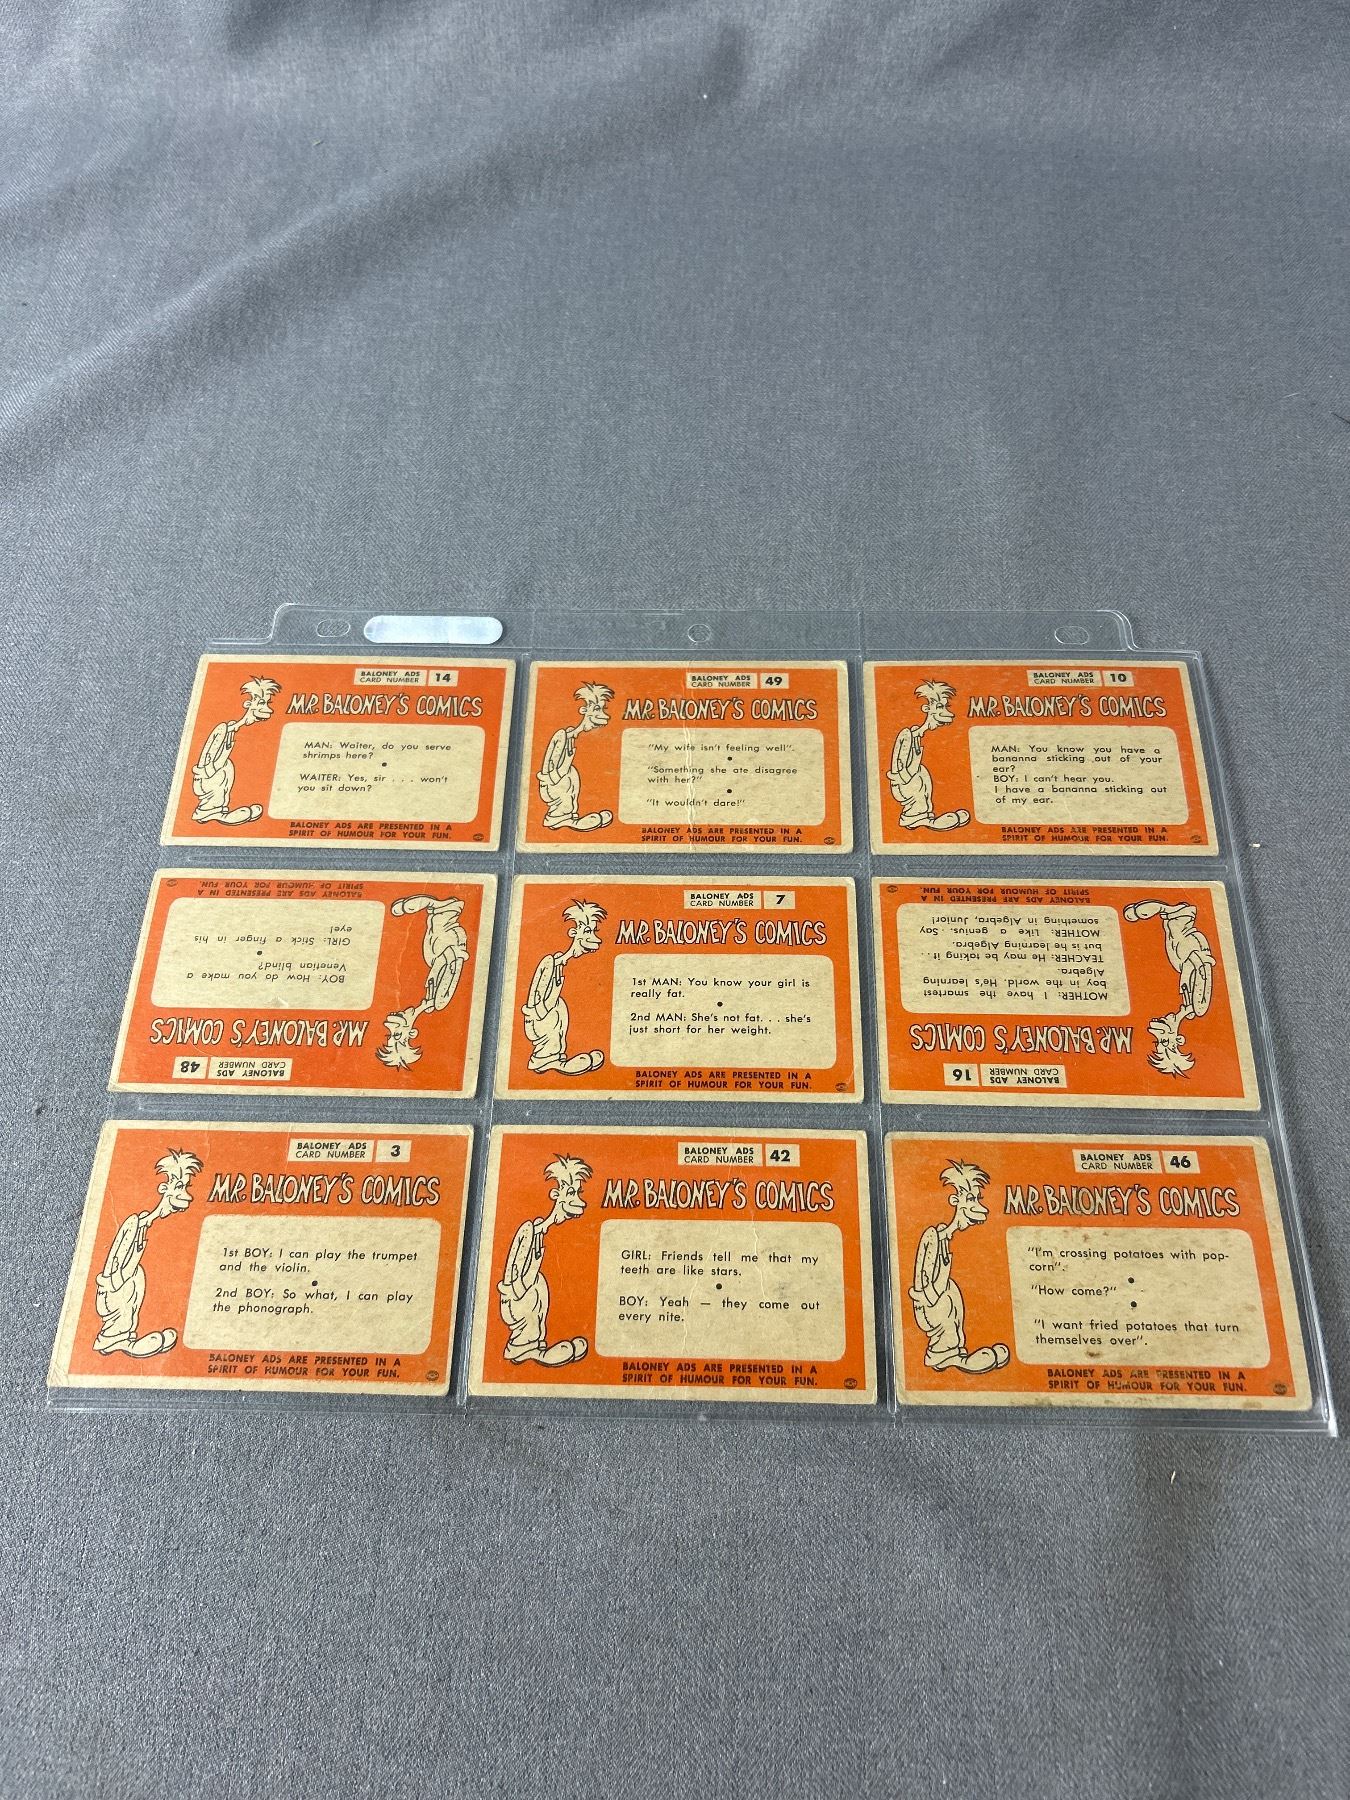 BALONEY ADS
CARD NUMBER 14
MR. BALONEY'S COMICS
MAN: Waiter, do you serve
shrimps here?
WAITER: Yes, sir . . . won't
you sit down?
BALONEY ADS ARE PRESENTED IN A
SPIRIT OF HUMOUR FOR YOUR FUN.
BALONEY ADS
CARD NUMBER 49
MR. BALONEY'S COMICS
"My wife isn't feeling well".
"Something she ate disagree
with her?"
"It wouldn't dare!"
BALONEY ADS ARE PRESENTED IN A
SPIRIT OF HUMOUR FOR YOUR FUN.
BALONEY ADS
CARD NUMBER 10
MR. BALONEY'S COMICS
MAN: You know you have a
bananna sticking out of your
ear?
BOY: I can't hear you.
I have a bananna sticking out
of my ear.
BALONEY ADS ARE PRESENTED IN A
SPIRIT OF HUMOUR FOR YOUR FUN.
BALONEY ADS
CARD NUMBER 48
MR. BALONEY'S COMICS
BOY: How do you make a
Venetian blind?
GIRL: Stick a finger in his
eye!
BALONEY ADS ARE PRESENTED IN A
SPIRIT OF HUMOUR FOR YOUR FUN.
BALONEY ADS
CARD NUMBER 7
MR. BALONEY'S COMICS
1st MAN: You know your girl is
really fat.
2nd MAN: She's not fat. . . she's
just short for her weight.
BALONEY ADS ARE PRESENTED IN A
SPIRIT OF HUMOUR FOR YOUR FUN.
BALONEY ADS
CARD NUMBER 16
MR. BALONEY'S COMICS
MOTHER: I have the smartest
boy in the world. He's learning
Algebra.
TEACHER: He may be taking it . . .
but is he learning Algebra.
MOTHER: Like a genius. Say
something in Algebra, Junior!
BALONEY ADS ARE PRESENTED IN A
SPIRIT OF HUMOUR FOR YOUR FUN.
BALONEY ADS
CARD NUMBER 3
MR. BALONEY'S COMICS
1st BOY: I can play the trumpet
and the violin.
2nd BOY: So what, I can play
the phonograph.
BALONEY ADS ARE PRESENTED IN A
SPIRIT OF HUMOUR FOR YOUR FUN.
BALONEY ADS
CARD NUMBER 42
MR. BALONEY'S COMICS
GIRL: Friends tell me that my
teeth are like stars.
BOY: Yeah — they come out
every nite.
BALONEY ADS ARE PRESENTED IN A
SPIRIT OF HUMOUR FOR YOUR FUN.
BALONEY ADS
CARD NUMBER 46
MR. BALONEY'S COMICS
"I'm crossing potatoes with pop-
corn".
"How come?"
"I want fried potatoes that turn
themselves over".
BALONEY ADS ARE PRESENTED IN A
SPIRIT OF HUMOUR FOR YOUR FUN.